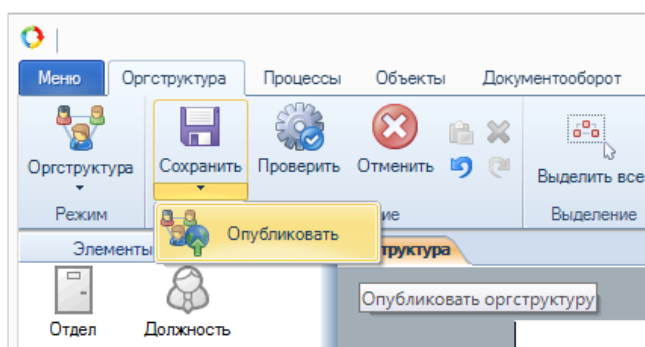 Меню Оргструктура Процессы Объекты Документооборот
Оргструктура Сохранить Проверить Отменить Выделить все
Режим ие Выделение
Опубликовать
Элементы структура
Опубликовать оргструктуру
Отдел Должность